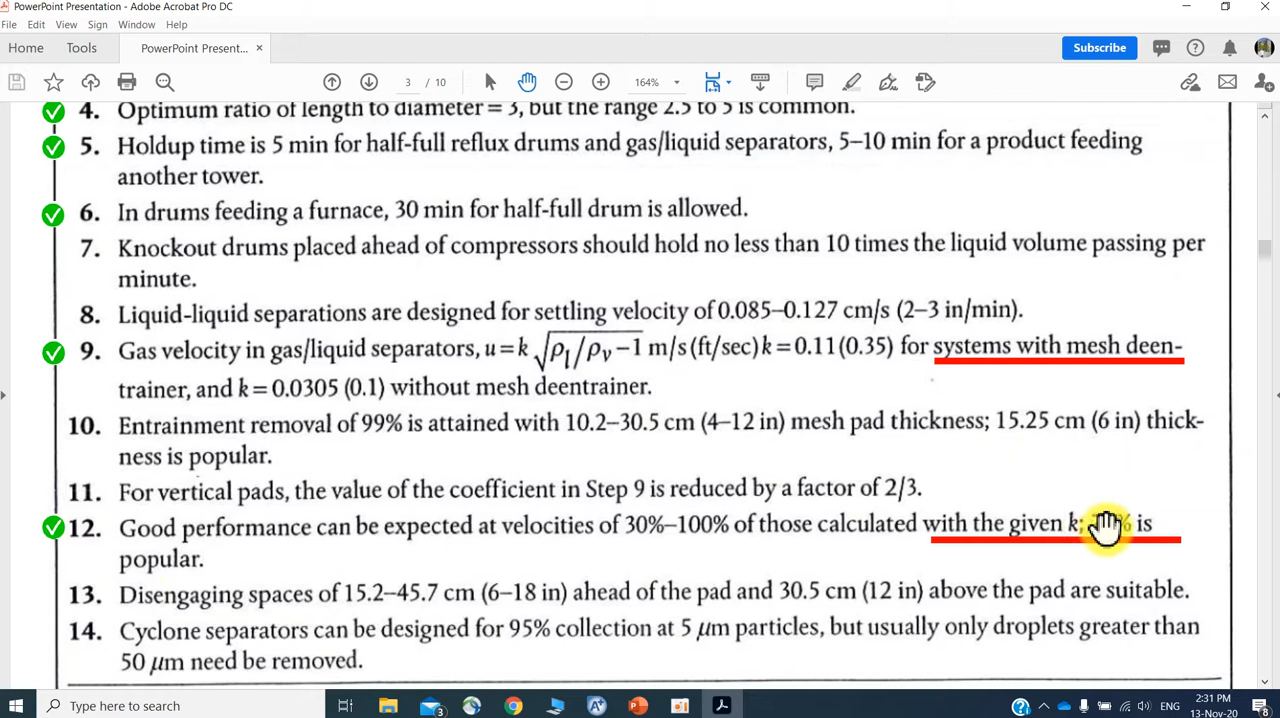 PowerPoint Presentation - Adobe Acrobat Pro DC
File Edit View Sign Window Help
Home Tools PowerPoint Present... × Subscribe
3 / 10 164%
4. Optimum ratio of length to diameter = 3, but the range 2.5 to 5 is common.
5. Holdup time is 5 min for half-full reflux drums and gas/liquid separators, 5–10 min for a product feeding
another tower.
6. In drums feeding a furnace, 30 min for half-full drum is allowed.
7. Knockout drums placed ahead of compressors should hold no less than 10 times the liquid volume passing per
minute.
8. Liquid-liquid separations are designed for settling velocity of 0.085–0.127 cm/s (2–3 in/min).
9. Gas velocity in gas/liquid separators, u = k √ρl/ρv − 1 m/s (ft/sec) k = 0.11 (0.35) for systems with mesh deen-
trainer, and k = 0.0305 (0.1) without mesh deentrainer.
10. Entrainment removal of 99% is attained with 10.2–30.5 cm (4–12 in) mesh pad thickness; 15.25 cm (6 in) thick-
ness is popular.
11. For vertical pads, the value of the coefficient in Step 9 is reduced by a factor of 2/3.
12. Good performance can be expected at velocities of 30%–100% of those calculated with the given k; % is
popular.
13. Disengaging spaces of 15.2–45.7 cm (6–18 in) ahead of the pad and 30.5 cm (12 in) above the pad are suitable.
14. Cyclone separators can be designed for 95% collection at 5 μm particles, but usually only droplets greater than
50 μm need be removed.
Type here to search
3
ENG
2:31 PM
13-Nov-20
8